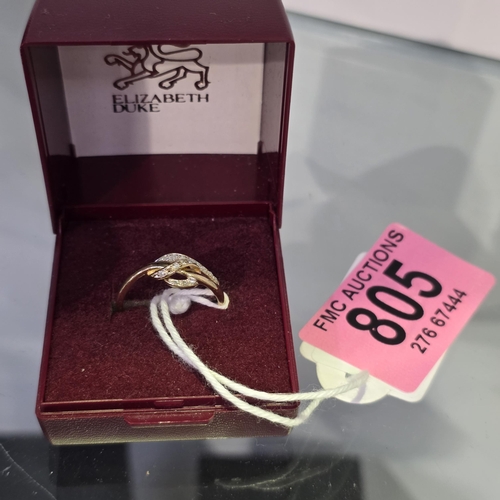 ELIZABETH
DUKE
FMC AUCTIONS
805
276 67444